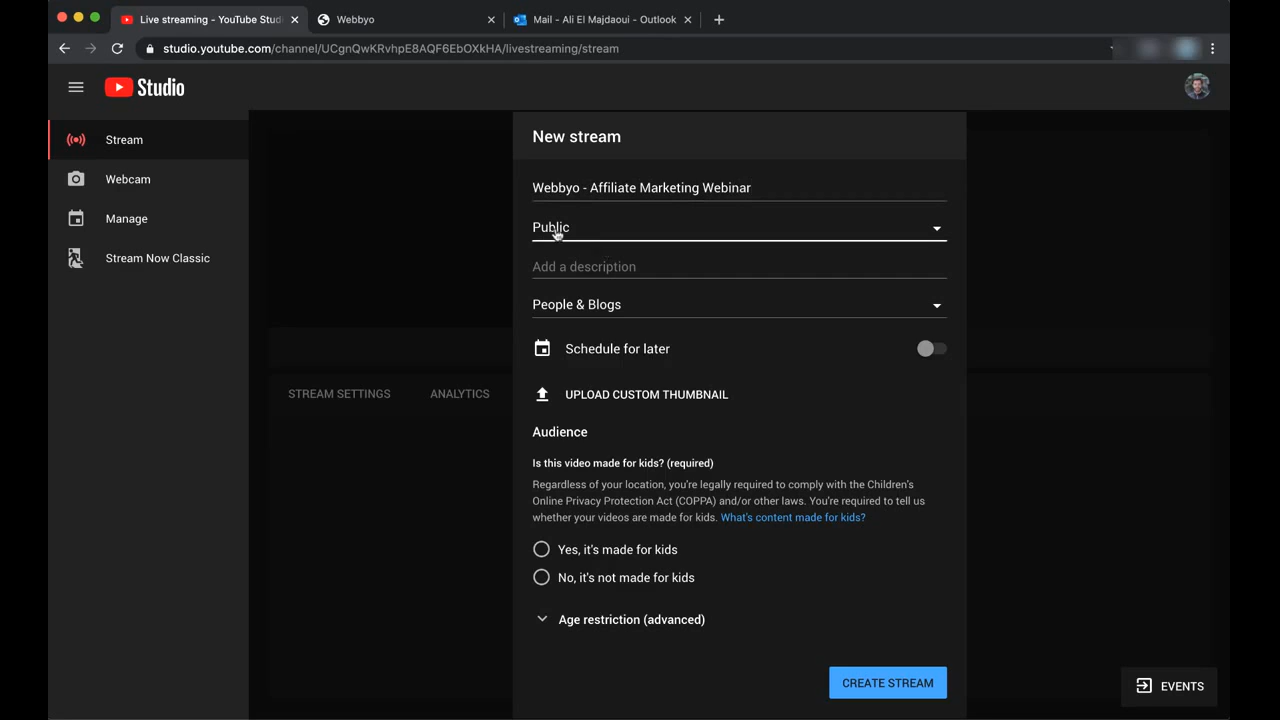 Live streaming - YouTube Studi
Webbyo
Mail - Ali El Majdaoui - Outlook
studio.youtube.com/channel/UCgnQwKRvhpE8AQF6EbOXkHA/livestreaming/stream
Studio
Stream
Webcam
Manage
Stream Now Classic
STREAM SETTINGS
ANALYTICS
New stream
Webbyo - Affiliate Marketing Webinar
Public
Add a description
People & Blogs
Schedule for later
UPLOAD CUSTOM THUMBNAIL
Audience
Is this video made for kids? (required)
Regardless of your location, you're legally required to comply with the Children's
Online Privacy Protection Act (COPPA) and/or other laws. You're required to tell us
whether your videos are made for kids. What's content made for kids?
Yes, it's made for kids
No, it's not made for kids
Age restriction (advanced)
CREATE STREAM
EVENTS